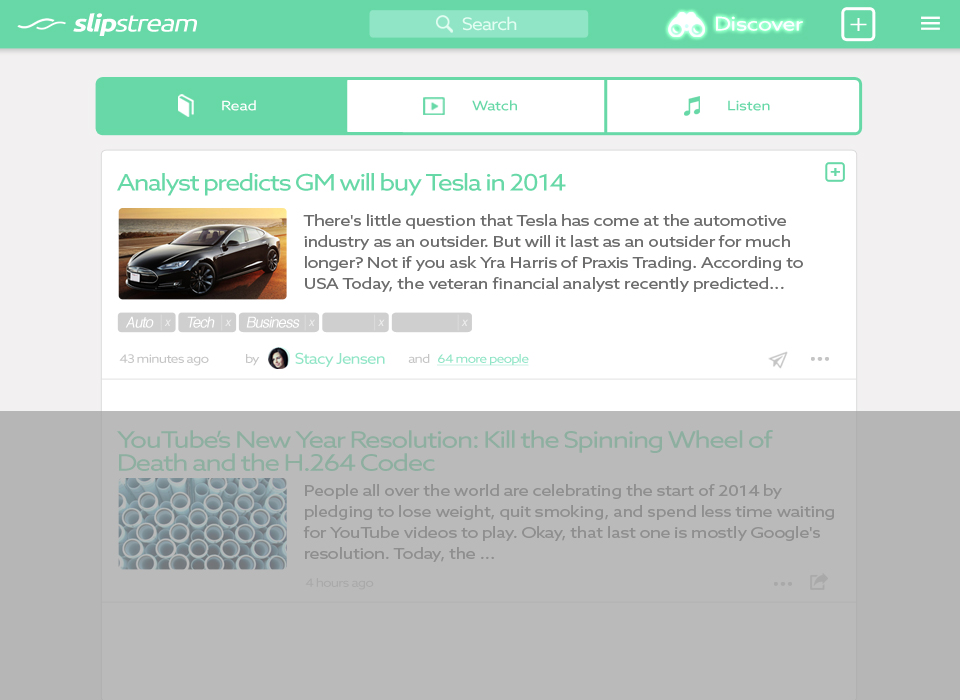 slipstream
Search
Discover
Read
Watch
Listen
Analyst predicts GM will buy Tesla in 2014
There's little question that Tesla has come at the automotive
industry as an outsider. But will it last as an outsider for much
longer? Not if you ask Yra Harris of Praxis Trading. According to
USA Today, the veteran financial analyst recently predicted...
Auto x Tech x Business x x x
43 minutes ago by Stacy Jensen and 64 more people
YouTube's New Year Resolution: Kill the Spinning Wheel of
Death and the H.264 Codec
People all over the world are celebrating the start of 2014 by
pledging to lose weight, quit smoking, and spend less time waiting
for YouTube videos to play. Okay, that last one is mostly Google's
resolution. Today, the ...
4 hours ago